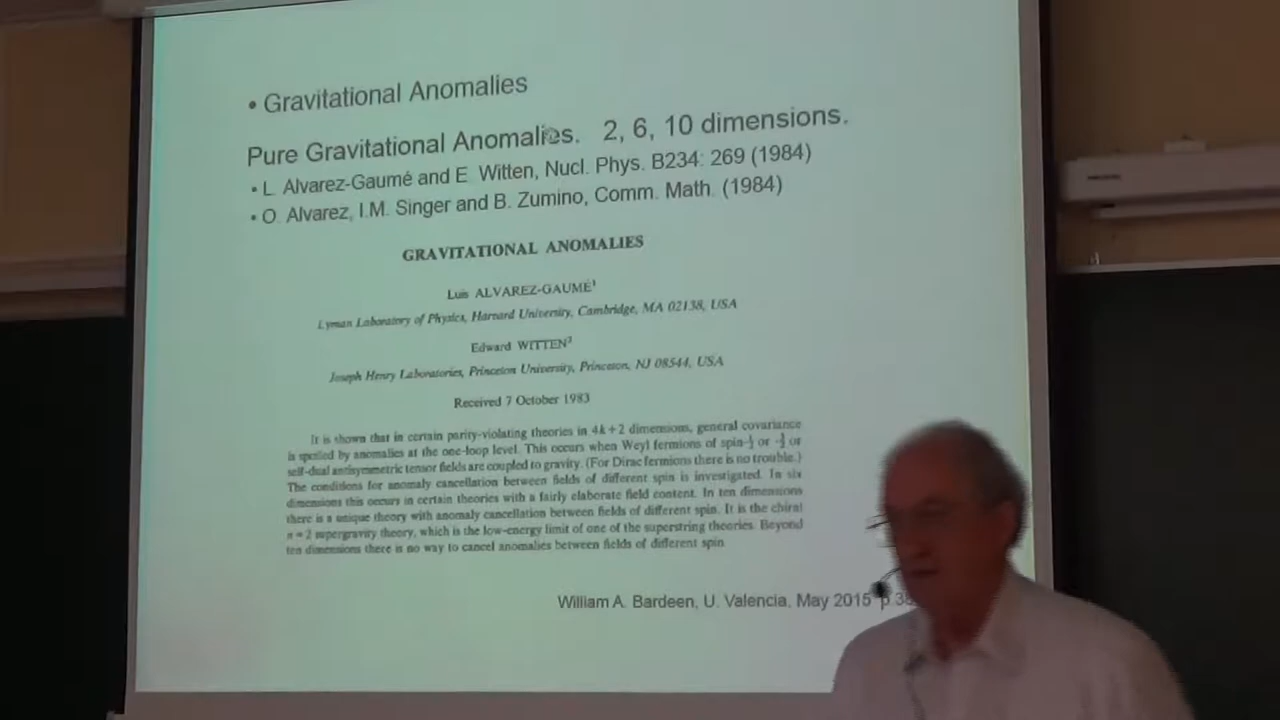 • Gravitational Anomalies
Pure Gravitational Anomalies. 2, 6, 10 dimensions.
• L. Alvarez-Gaumé and E. Witten, Nucl. Phys. B234: 269 (1984)
• O. Alvarez, I.M. Singer and B. Zumino, Comm. Math. (1984)
GRAVITATIONAL ANOMALIES
Luis ALVAREZ-GAUMÉ¹
Lyman Laboratory of Physics, Harvard University, Cambridge, MA 02138, USA
Edward WITTEN²
Joseph Henry Laboratories, Princeton University, Princeton, NJ 08544, USA
Received 7 October 1983
It is shown that in certain parity-violating theories in 4k + 2 dimensions, general covariance
is spoiled by anomalies at the one-loop level. This occurs when Weyl fermions of spin-½ or -3/2 or
self-dual antisymmetric tensor fields are coupled to gravity. (For Dirac fermions there is no trouble.)
The conditions for anomaly cancellation between fields of different spin is investigated. In six
dimensions this occurs in certain theories with a fairly elaborate field content. In ten dimensions
there is a unique theory with anomaly cancellation between fields of different spin. It is the chiral
n = 2 supergravity theory, which is the low-energy limit of one of the superstring theories. Beyond
ten dimensions there is no way to cancel anomalies between fields of different spin.
William A. Bardeen, U. Valencia, May 2015 p.